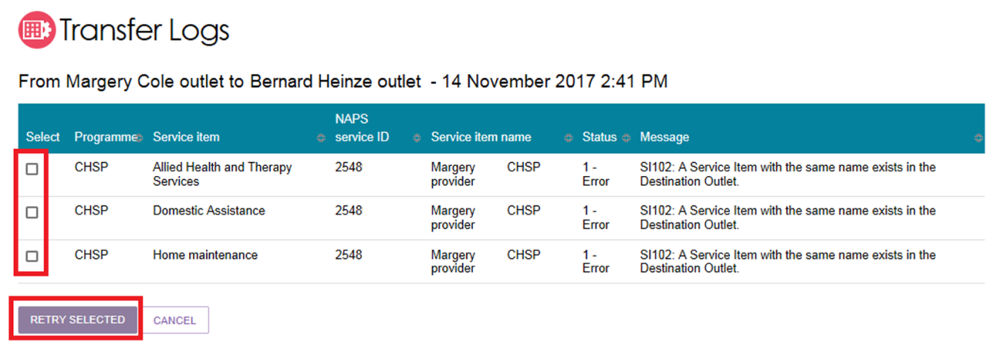 Transfer Logs
From Margery Cole outlet to Bernard Heinze outlet - 14 November 2017 2:41 PM
NAPS
Select Programme Service item service ID Service item name Status Message
CHSP Allied Health and Therapy 2548 Margery CHSP 1 - SI102: A Service Item with the same name exists in the
Services provider Error Destination Outlet.
CHSP Domestic Assistance 2548 Margery CHSP 1 - SI102: A Service Item with the same name exists in the
provider Error Destination Outlet.
CHSP Home maintenance 2548 Margery CHSP 1 - SI102: A Service Item with the same name exists in the
provider Error Destination Outlet.
RETRY SELECTED CANCEL